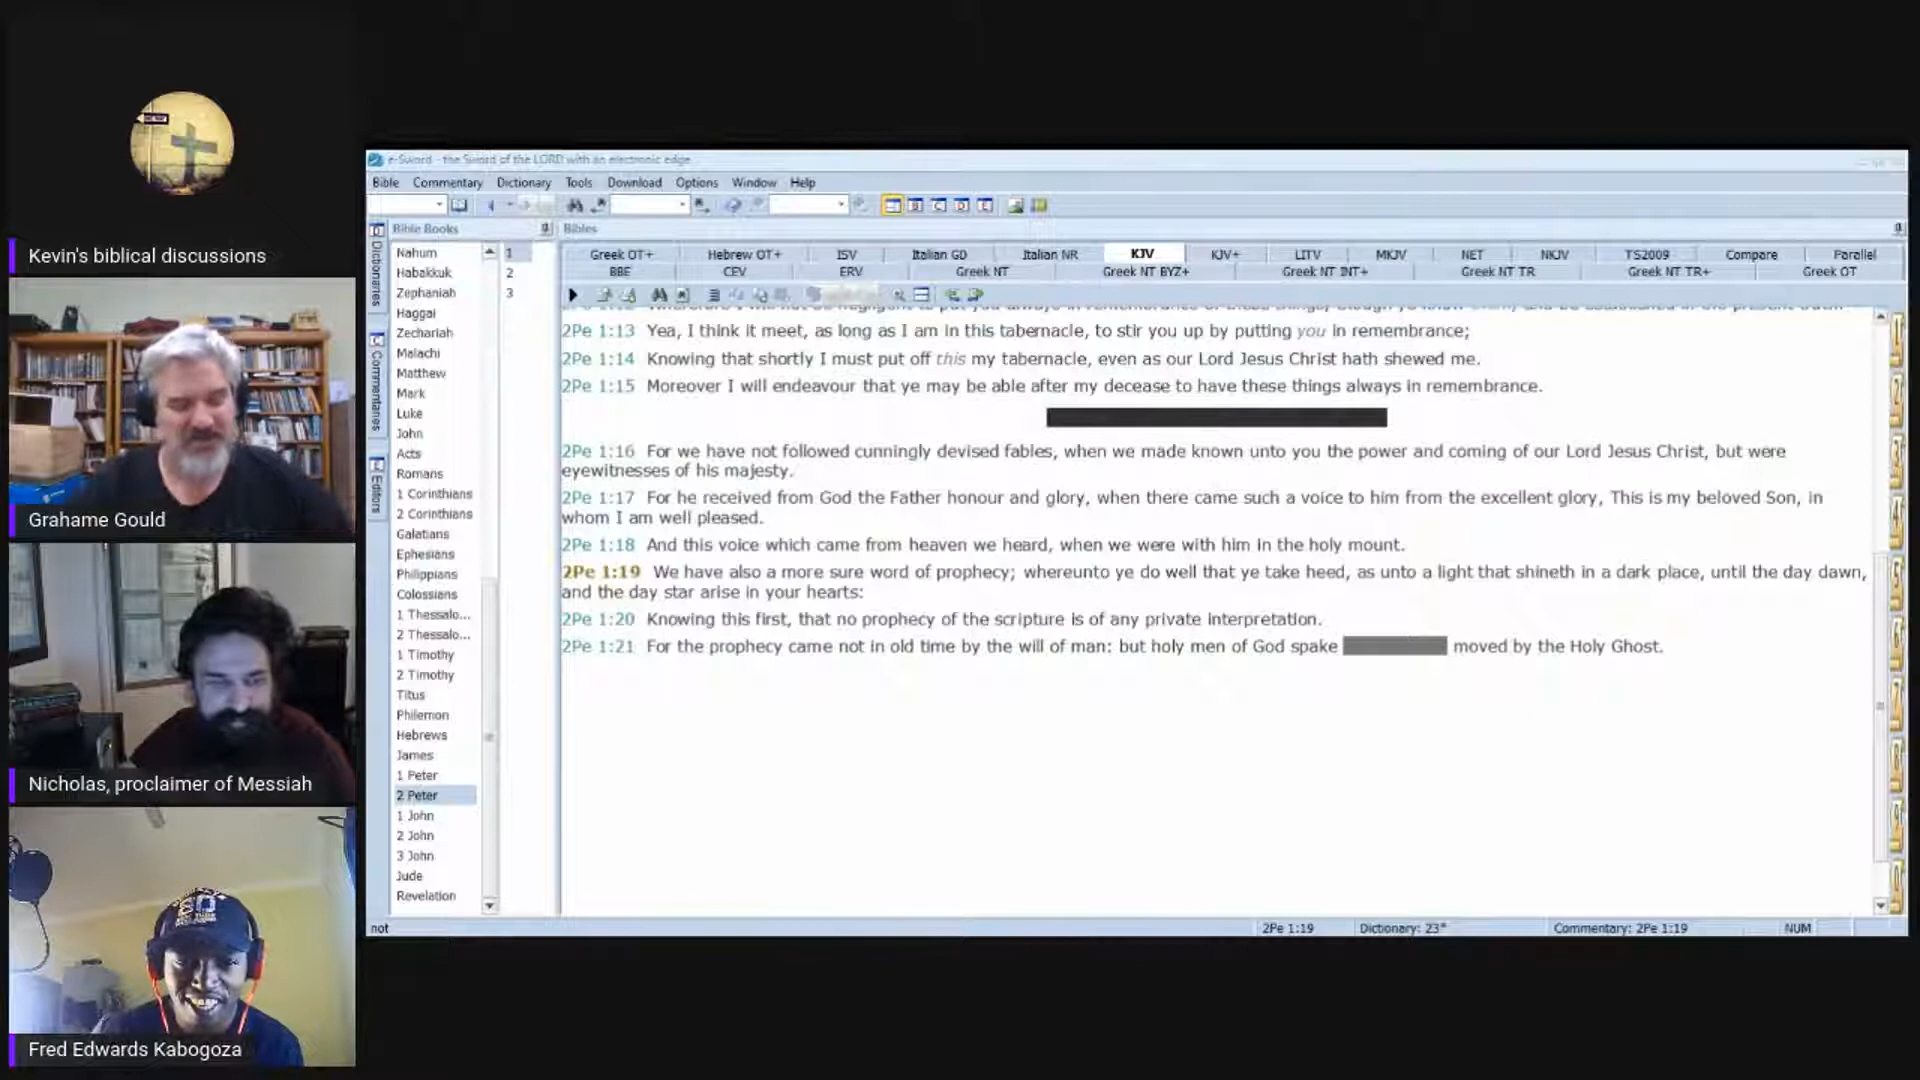 Kevin's biblical discussions
Grahame Gould
Nicholas, proclaimer of Messiah
Fred Edwards Kabogoza
e-Sword - the Sword of the LORD with an electronic edge
Bible Commentary Dictionary Tools Download Options Window Help
Bible Books
Bibles
Dictionaries
Commentaries
Editors
Nahum
Habakkuk
Zephaniah
Haggai
Zechariah
Malachi
Matthew
Mark
Luke
John
Acts
Romans
1 Corinthians
2 Corinthians
Galatians
Ephesians
Philippians
Colossians
1 Thessalo...
2 Thessalo...
1 Timothy
2 Timothy
Titus
Philemon
Hebrews
James
1 Peter
2 Peter
1 John
2 John
3 John
Jude
Revelation
1
2
3
Greek OT+ Hebrew OT+ ISV Italian GD Italian NR KJV KJV+ LITV MKJV NET NKJV TS2009 Compare Parallel
BBE CEV ERV Greek NT Greek NT BYZ+ Greek NT INT+ Greek NT TR Greek NT TR+ Greek OT
2Pe 1:13 Yea, I think it meet, as long as I am in this tabernacle, to stir you up by putting you in remembrance;
2Pe 1:14 Knowing that shortly I must put off this my tabernacle, even as our Lord Jesus Christ hath shewed me.
2Pe 1:15 Moreover I will endeavour that ye may be able after my decease to have these things always in remembrance.
2Pe 1:16 For we have not followed cunningly devised fables, when we made known unto you the power and coming of our Lord Jesus Christ, but were
eyewitnesses of his majesty.
2Pe 1:17 For he received from God the Father honour and glory, when there came such a voice to him from the excellent glory, This is my beloved Son, in
whom I am well pleased.
2Pe 1:18 And this voice which came from heaven we heard, when we were with him in the holy mount.
2Pe 1:19 We have also a more sure word of prophecy; whereunto ye do well that ye take heed, as unto a light that shineth in a dark place, until the day dawn,
and the day star arise in your hearts:
2Pe 1:20 Knowing this first, that no prophecy of the scripture is of any private interpretation.
2Pe 1:21 For the prophecy came not in old time by the will of man: but holy men of God spake moved by the Holy Ghost.
not 2Pe 1:19 Dictionary: 23* Commentary: 2Pe 1:19 NUM